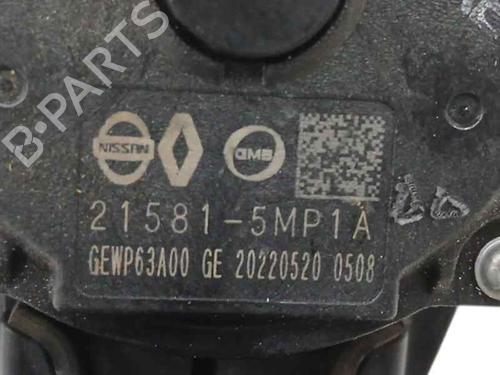 NISSAN GMB
21581-5MP1A
GEWP63A00 GE 20220520 0508
B-PARTS